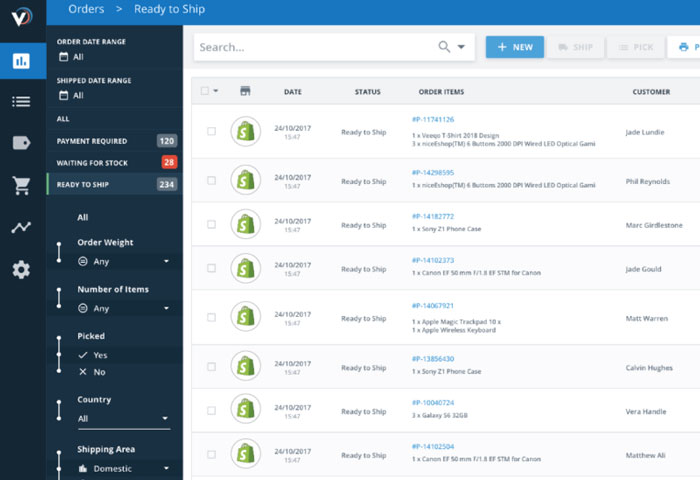 Orders > Ready to Ship
ORDER DATE RANGE
All
SHIPPED DATE RANGE
All
ALL
PAYMENT REQUIRED 120
WAITING FOR STOCK 28
READY TO SHIP 234
All
Order Weight
Any
Number of Items
Any
Picked
Yes
No
Country
All
Shipping Area
Domestic
Search...
+ NEW
SHIP
PICK
DATE STATUS ORDER ITEMS CUSTOMER
24/10/2017
15:47
Ready to Ship
#P-11741126
1 x Veeqo T-Shirt 2018 Design
3 x niceEshop(TM) 6 Buttons 2000 DPI Wired LED Optical Gami
Jade Lundie
24/10/2017
15:47
Ready to Ship
#P-14298595
1 x niceEshop(TM) 6 Buttons 2000 DPI Wired LED Optical Gami
Phil Reynolds
24/10/2017
15:47
Ready to Ship
#P-14182772
1 x Sony Z1 Phone Case
Marc Girdlestone
24/10/2017
15:47
Ready to Ship
#P-14102373
1 x Canon EF 50 mm F/1.8 EF STM for Canon
Jade Gould
24/10/2017
15:47
Ready to Ship
#P-14067921
1 x Apple Magic Trackpad 10 x
1 x Apple Wireless Keyboard
Matt Warren
24/10/2017
15:47
Ready to Ship
#P-13856430
1 x Sony Z1 Phone Case
Calvin Hughes
24/10/2017
15:47
Ready to Ship
#P-10040724
3 x Galaxy S6 32GB
Vera Handle
24/10/2017
15:47
Ready to Ship
#P-14102504
1 x Canon EF 50 mm F/1.8 EF STM for Canon
Matthew Ali